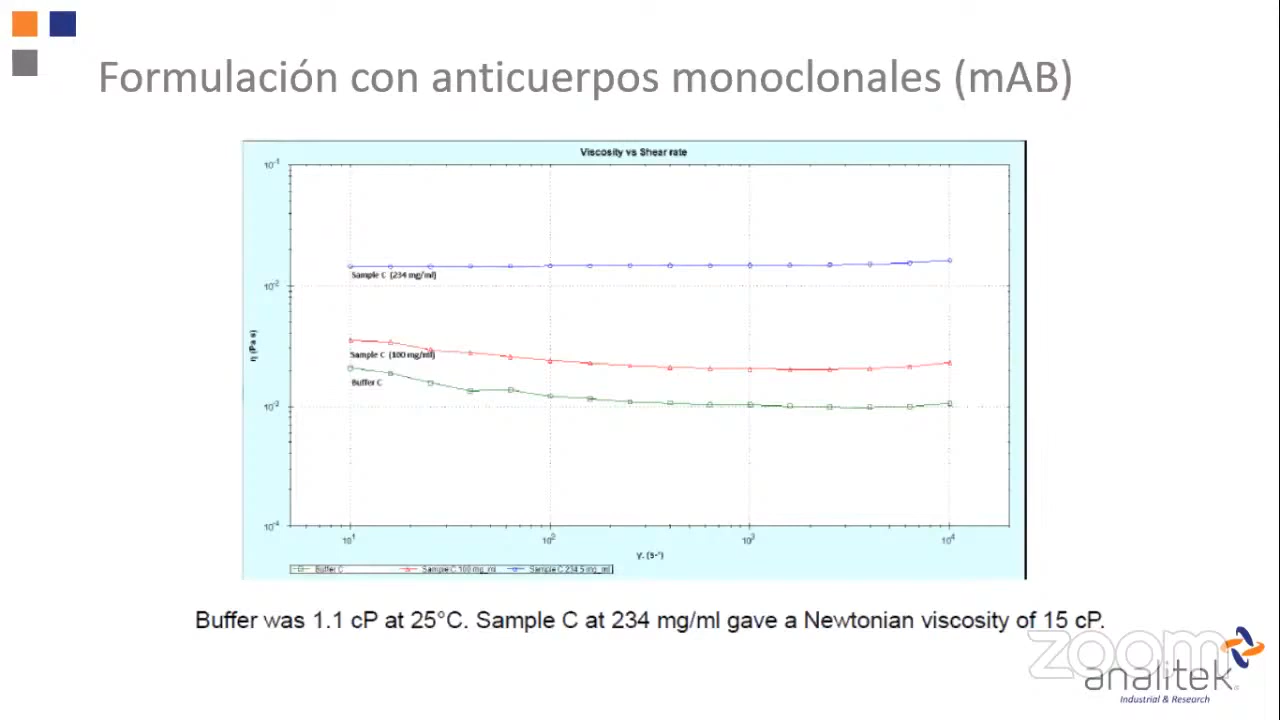 Formulación con anticuerpos monoclonales (mAB)
Viscosity vs Shear rate
10⁻¹
Sample C (234 mg/ml)
10⁻²
η (Pa s)
Sample C (100 mg/ml)
Buffer C
10⁻³
10⁻⁴
10¹ 10² 10³ 10⁴
γ. (s-¹)
Buffer C Sample C 100 mg_ml Sample C 234.5 mg_ml
Buffer was 1.1 cP at 25°C. Sample C at 234 mg/ml gave a Newtonian viscosity of 15 cP.
zoom
analitek
Industrial & Research